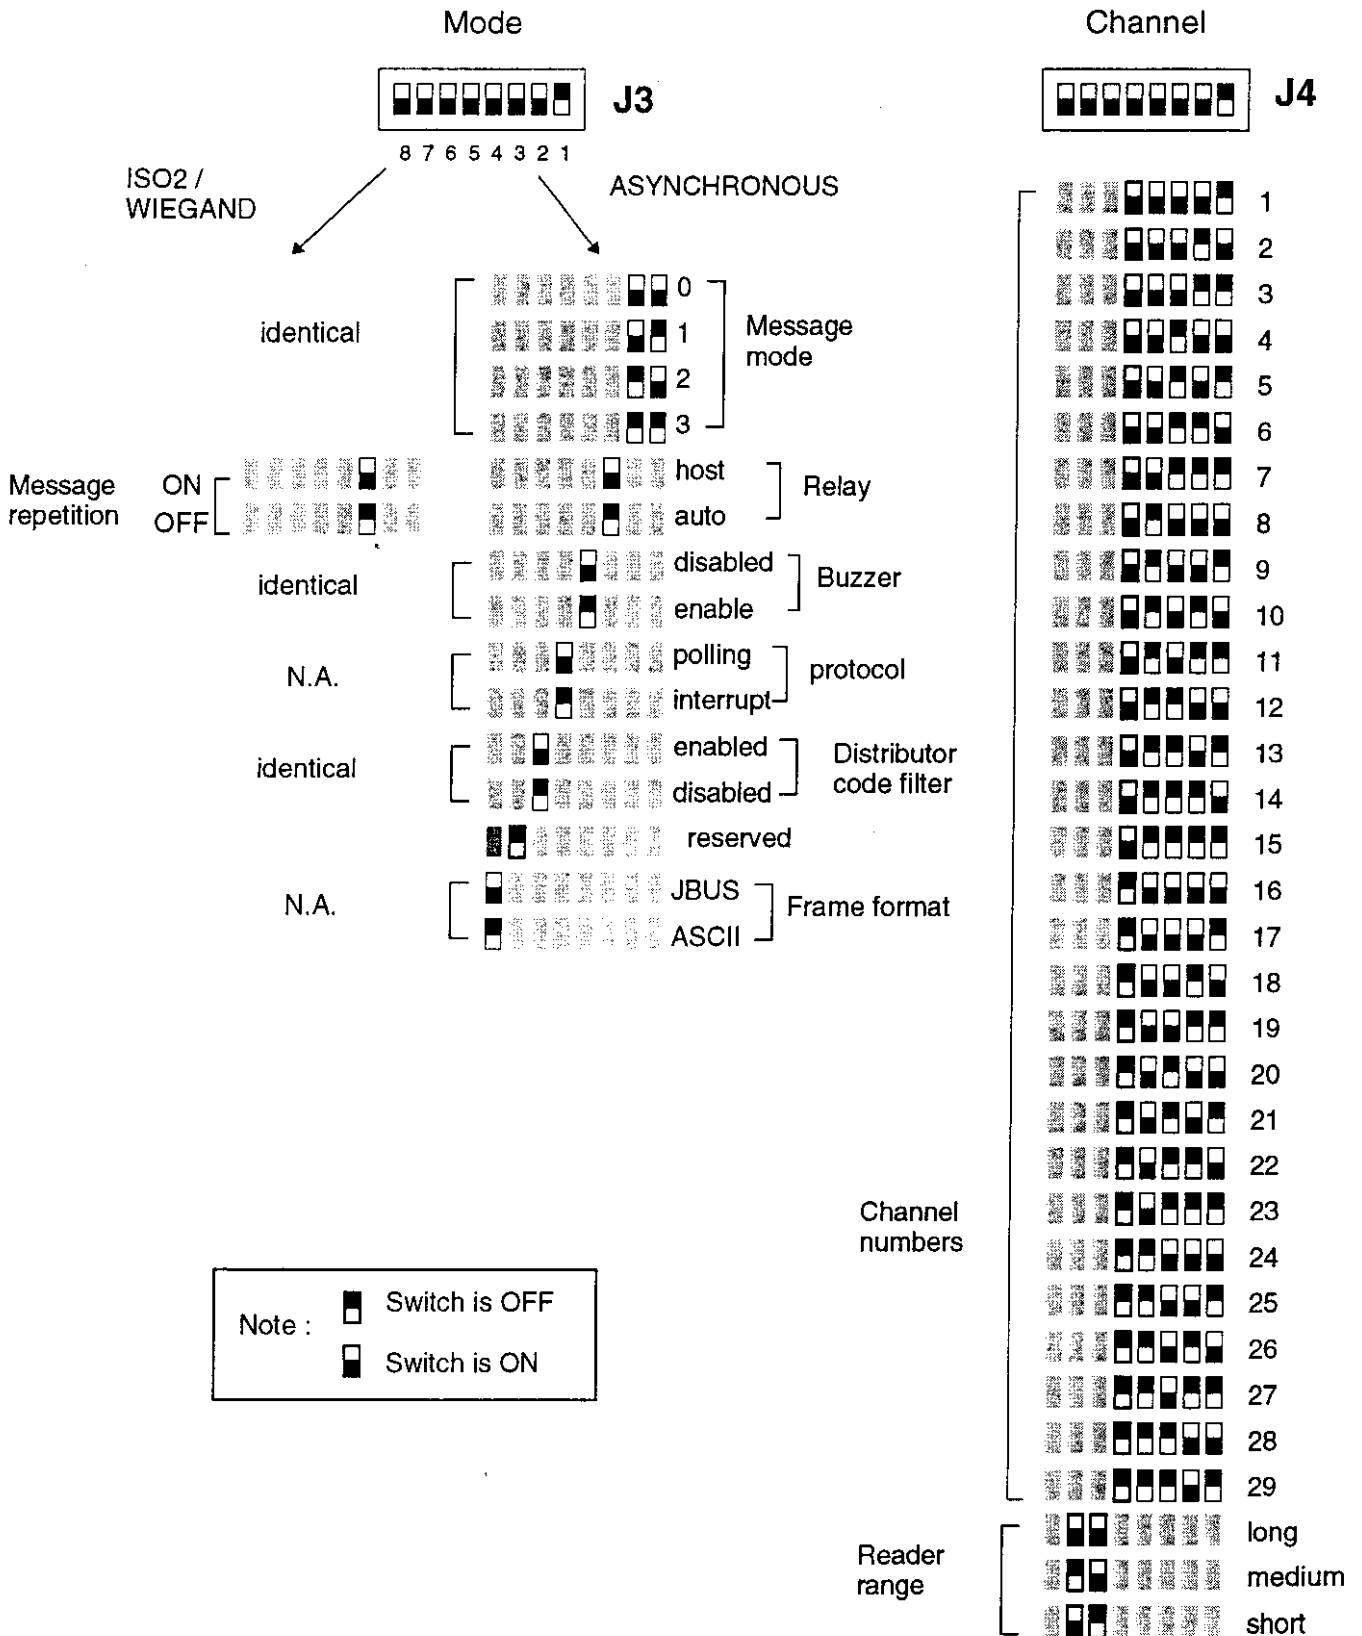 Mode
J3
8 7 6 5 4 3 2 1
ISO2 /
WIEGAND
ASYNCHRONOUS
identical
0
1
2
3
Message
mode
Message
repetition
ON
OFF
host
auto
Relay
identical
disabled
enable
Buzzer
N.A.
polling
interrupt
protocol
identical
enabled
disabled
Distributor
code filter
reserved
N.A.
JBUS
ASCII
Frame format
Note :
Switch is OFF
Switch is ON
Channel
J4
1
2
3
4
5
6
7
8
9
10
11
12
13
14
15
16
17
18
19
20
21
22
23
24
25
26
27
28
29
Channel
numbers
Reader
range
long
medium
short